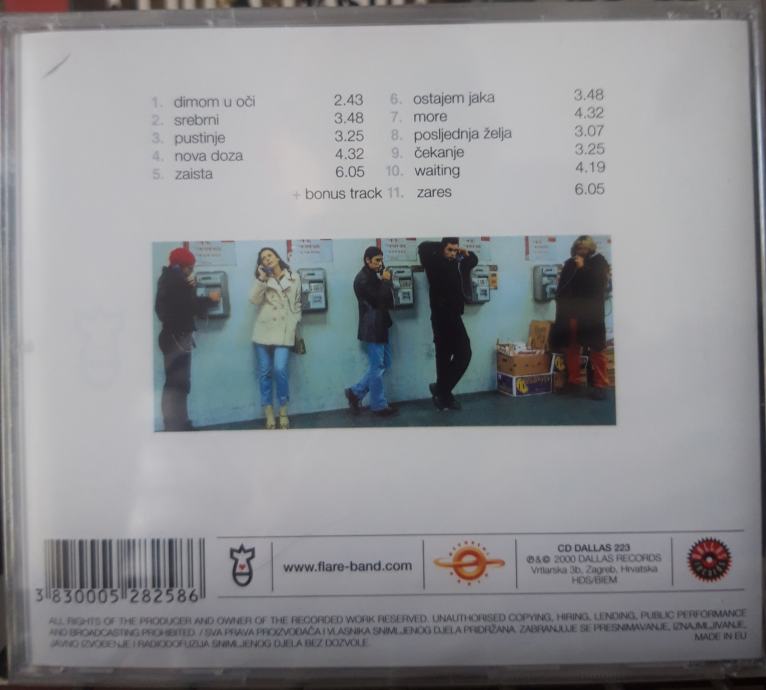 1. dimom u oči 2.43
2. srebrni 3.48
3. pustinje 3.25
4. nova doza 4.32
5. zaista 6.05
6. ostajem jaka 3.48
7. more 4.32
8. posljednja želja 3.07
9. čekanje 3.25
10. waiting 4.19
+ bonus track 11. zares 6.05
3 830005 282586
www.flare-band.com
CD DALLAS 223
℗&© 2000 DALLAS RECORDS
Vrtlarska 3b, Zagreb, Hrvatska
HDS/BIEM
ALL RIGHTS OF THE PRODUCER AND OWNER OF THE RECORDED WORK RESERVED. UNAUTHORISED COPYING, HIRING, LENDING, PUBLIC PERFORMANCE
AND BROADCASTING PROHIBITED. / SVA PRAVA PROIZVOĐAČA I VLASNIKA SNIMLJENOG DJELA PRIDRŽANA. ZABRANJUJE SE PRESNIMAVANJE, IZNAJMLJIVANJE,
JAVNO IZVOĐENJE I RADIODIFUZIJA SNIMLJENOG DJELA BEZ DOZVOLE.
MADE IN EU